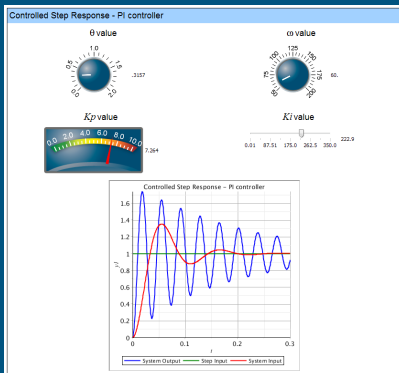 Controlled Step Response - PI controller
θ value
ω value
0.0 0.5 1.0 1.5 2.0
.3157
50 75 100 125 150 175 200
60.
Kp value
Ki value
0.0 2.0 4.0 6.0 8.0 10.0
7.264
222.9
0.01 87.51 175.0 262.5 350.0
Controlled Step Response - PI controller
1.6
1.4
1.2
1
0.8
0.6
0.4
0.2
0
y1
0 0.1 0.2 0.3
t
System Output Step Input System Input